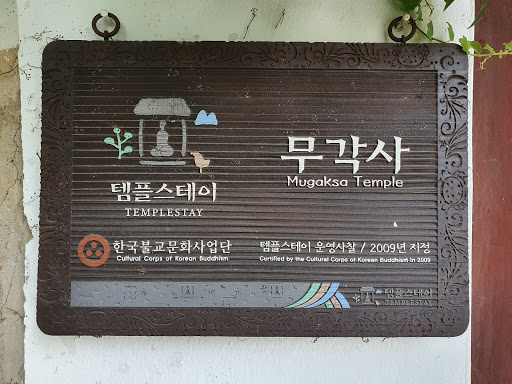 템플스테이
TEMPLESTAY
무각사
Mugaksa Temple
한국불교문화사업단
Cultural Corps of Korean Buddhism
템플스테이 운영사찰 / 2009년 지정
Certified by the Cultural Corps of Korean Buddhism in 2009
템플스테이
TEMPLESTAY